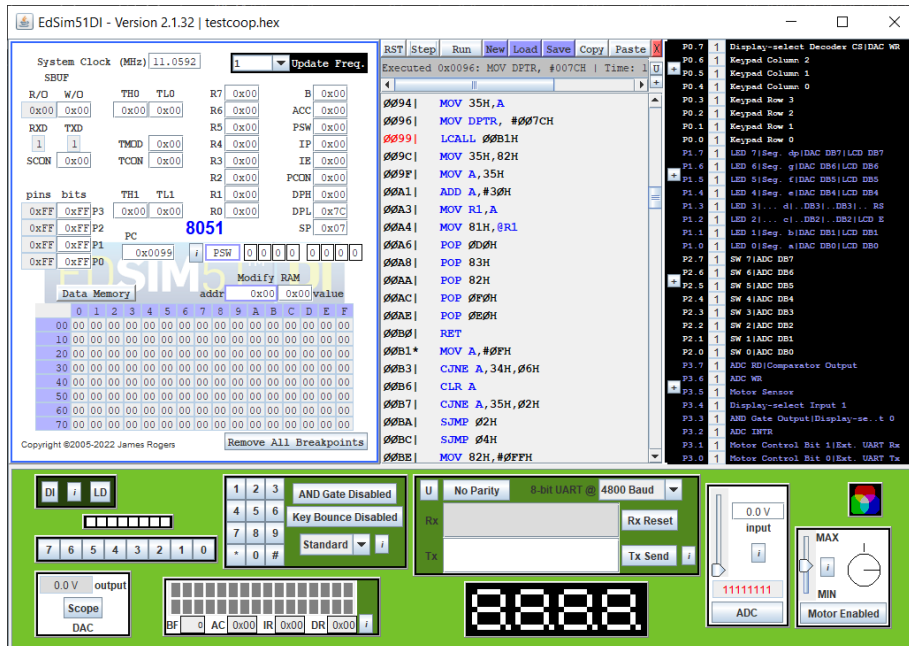 EdSim51DI - Version 2.1.32 | testcoop.hex
System Clock (MHz) 11.0592 1 Update Freq.
SBUF
R/O W/O TH0 TL0 R7 0x00 B 0x00
0x00 0x00 0x00 0x00 R6 0x00 ACC 0x00
RXD TXD R5 0x00 PSW 0x00
1 1 TMOD 0x00 R4 0x00 IP 0x00
SCON 0x00 TCON 0x00 R3 0x00 IE 0x00
R2 0x00 PCON 0x00
pins bits TH1 TL1 R1 0x00 DPH 0x00
0xFF 0xFF P3 0x00 0x00 R0 0x00 DPL 0x7C
0xFF 0xFF P2 PC 8051 SP 0x07
0xFF 0xFF P1 0x0099 i PSW 0 0 0 0 0 0 0 0
0xFF 0xFF P0
EDSIM51DI
Modify RAM
Data Memory addr 0x00 0x00 value
0 1 2 3 4 5 6 7 8 9 A B C D E F
00 00 00 00 00 00 00 00 00 00 00 00 00 00 00 00 00
10 00 00 00 00 00 00 00 00 00 00 00 00 00 00 00 00
20 00 00 00 00 00 00 00 00 00 00 00 00 00 00 00 00
30 00 00 00 00 00 00 00 00 00 00 00 00 00 00 00 00
40 00 00 00 00 00 00 00 00 00 00 00 00 00 00 00 00
50 00 00 00 00 00 00 00 00 00 00 00 00 00 00 00 00
60 00 00 00 00 00 00 00 00 00 00 00 00 00 00 00 00
70 00 00 00 00 00 00 00 00 00 00 00 00 00 00 00 00
Copyright ©2005-2022 James Rogers Remove All Breakpoints
RST Step Run New Load Save Copy Paste X
Executed 0x0096: MOV DPTR, #007CH | Time: 1 U
0094| MOV 35H,A
0096| MOV DPTR, #007CH
0099| LCALL 00B1H
009C| MOV 35H,82H
009F| MOV A,35H
00A1| ADD A,#30H
00A3| MOV R1,A
00A4| MOV 81H,@R1
00A6| POP 0D0H
00A8| POP 83H
00AA| POP 82H
00AC| POP 0F0H
00AE| POP 0E0H
00B0| RET
00B1* MOV A,#0FH
00B3| CJNE A,34H,06H
00B6| CLR A
00B7| CJNE A,35H,02H
00BA| SJMP 02H
00BC| SJMP 04H
00BE| MOV 82H,#0FFH
P0.7 1 Display-select Decoder CS|DAC WR
P0.6 1 Keypad Column 2
P0.5 1 Keypad Column 1
P0.4 1 Keypad Column 0
P0.3 1 Keypad Row 3
P0.2 1 Keypad Row 2
P0.1 1 Keypad Row 1
P0.0 1 Keypad Row 0
P1.7 1 LED 7|Seg. dp|DAC DB7|LCD DB7
P1.6 1 LED 6|Seg. g|DAC DB6|LCD DB6
P1.5 1 LED 5|Seg. f|DAC DB5|LCD DB5
P1.4 1 LED 4|Seg. e|DAC DB4|LCD DB4
P1.3 1 LED 3|... d|..DB3|..DB3|.. RS
P1.2 1 LED 2|... c|..DB2|..DB2|LCD E
P1.1 1 LED 1|Seg. b|DAC DB1|LCD DB1
P1.0 1 LED 0|Seg. a|DAC DB0|LCD DB0
P2.7 1 SW 7|ADC DB7
P2.6 1 SW 6|ADC DB6
P2.5 1 SW 5|ADC DB5
P2.4 1 SW 4|ADC DB4
P2.3 1 SW 3|ADC DB3
P2.2 1 SW 2|ADC DB2
P2.1 1 SW 1|ADC DB1
P2.0 1 SW 0|ADC DB0
P3.7 1 ADC RD|Comparator Output
P3.6 1 ADC WR
P3.5 1 Motor Sensor
P3.4 1 Display-select Input 1
P3.3 1 AND Gate Output|Display-se..t 0
P3.2 1 ADC INTR
P3.1 1 Motor Control Bit 1|Ext. UART Rx
P3.0 1 Motor Control Bit 0|Ext. UART Tx
DI i LD
7 6 5 4 3 2 1 0
0.0 V output
Scope
DAC
1 2 3 AND Gate Disabled
4 5 6 Key Bounce Disabled
7 8 9 Standard i
* 0 #
BF 0 AC 0x00 IR 0x00 DR 0x00 i
U No Parity 8-bit UART @ 4800 Baud
Rx Rx Reset
Tx Tx Send i
8.8.8.8.
0.0 V
input
i
11111111
ADC
MAX
i
MIN
Motor Enabled